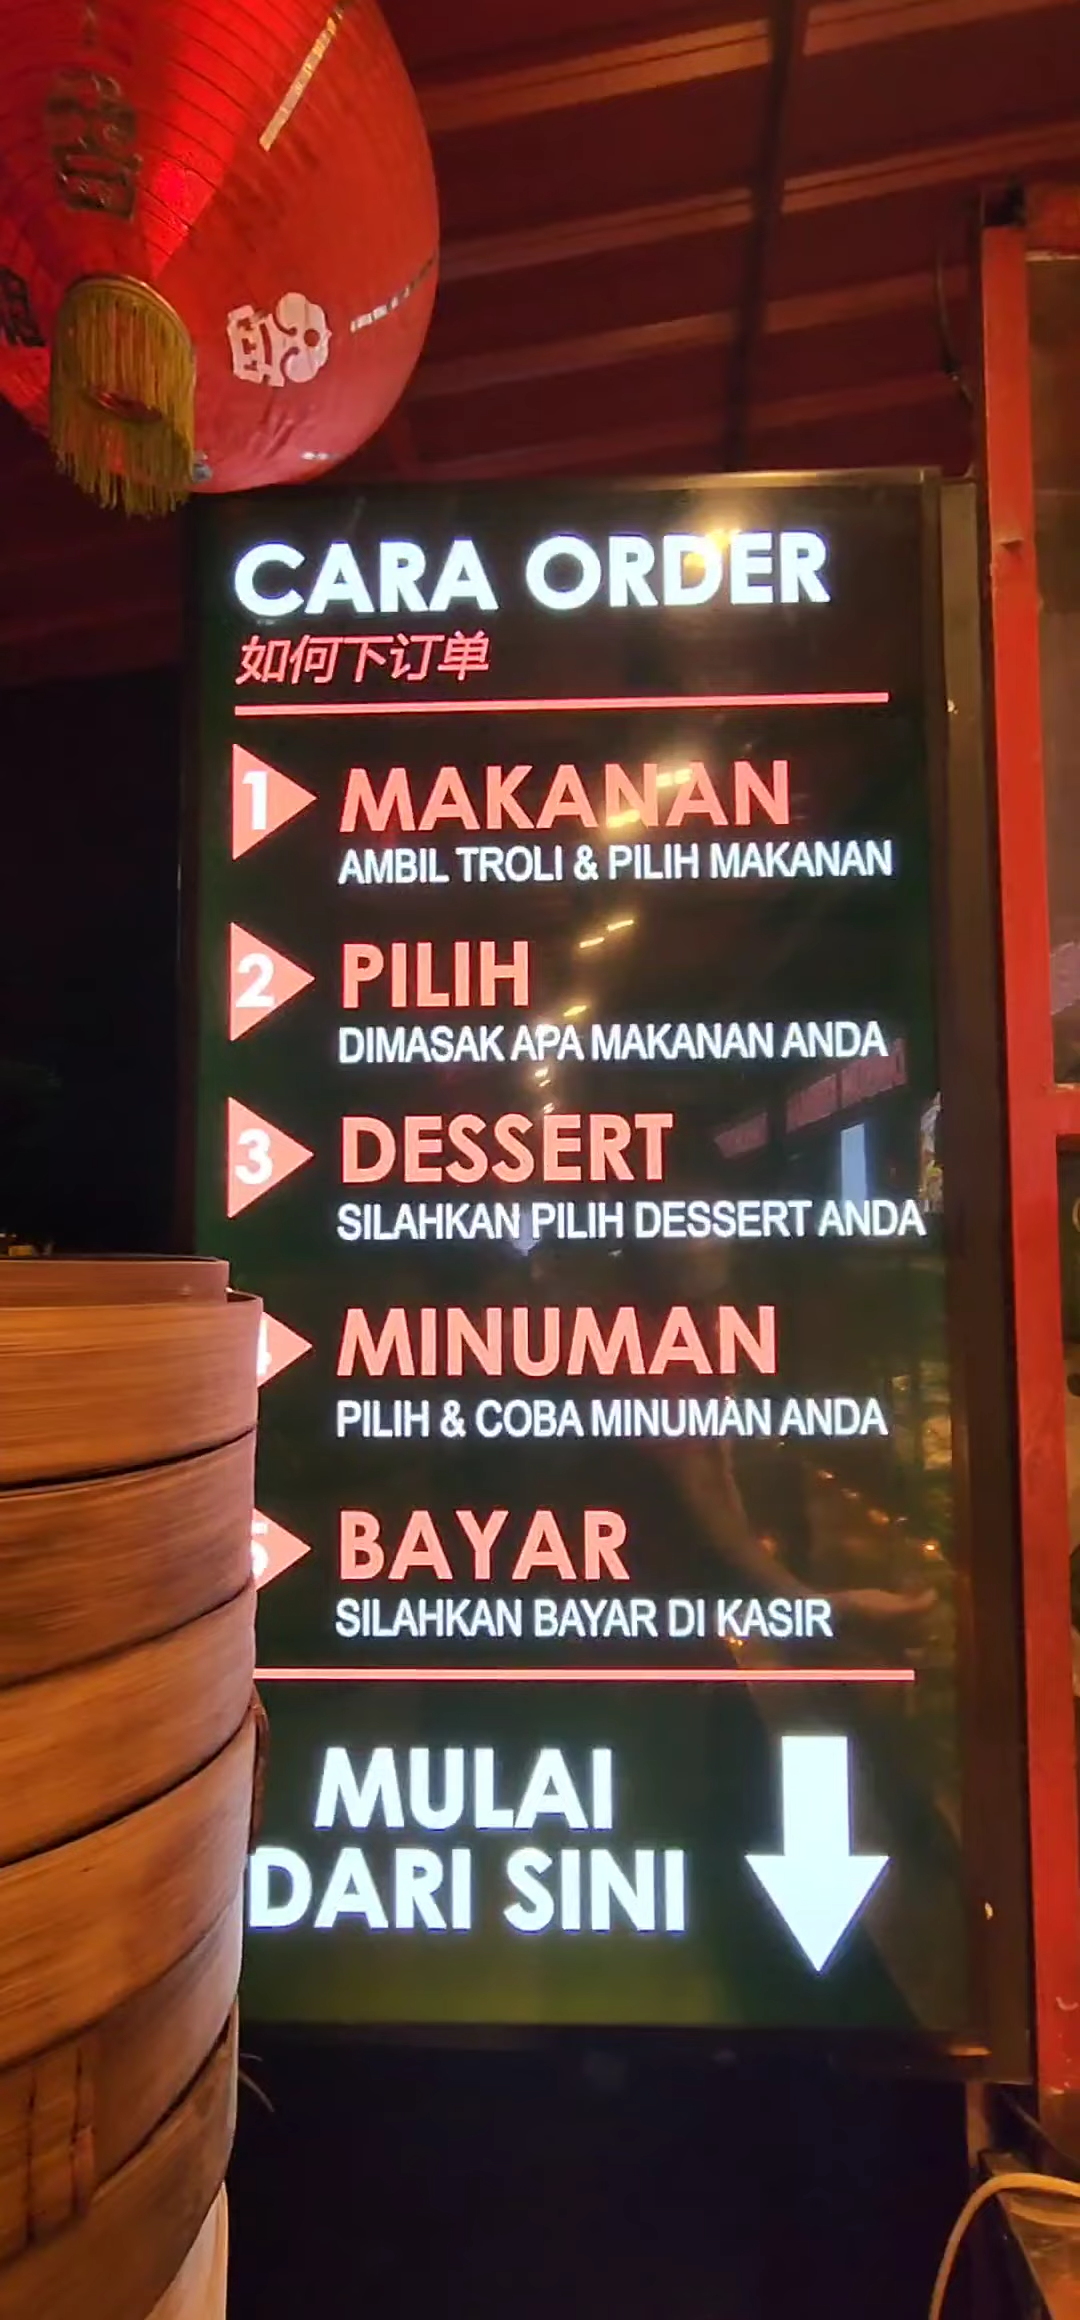 CARA ORDER
如何下订单
1 MAKANAN
AMBIL TROLI & PILIH MAKANAN
2 PILIH
DIMASAK APA MAKANAN ANDA
3 DESSERT
SILAHKAN PILIH DESSERT ANDA
4 MINUMAN
PILIH & COBA MINUMAN ANDA
5 BAYAR
SILAHKAN BAYAR DI KASIR
MULAI
DARI SINI